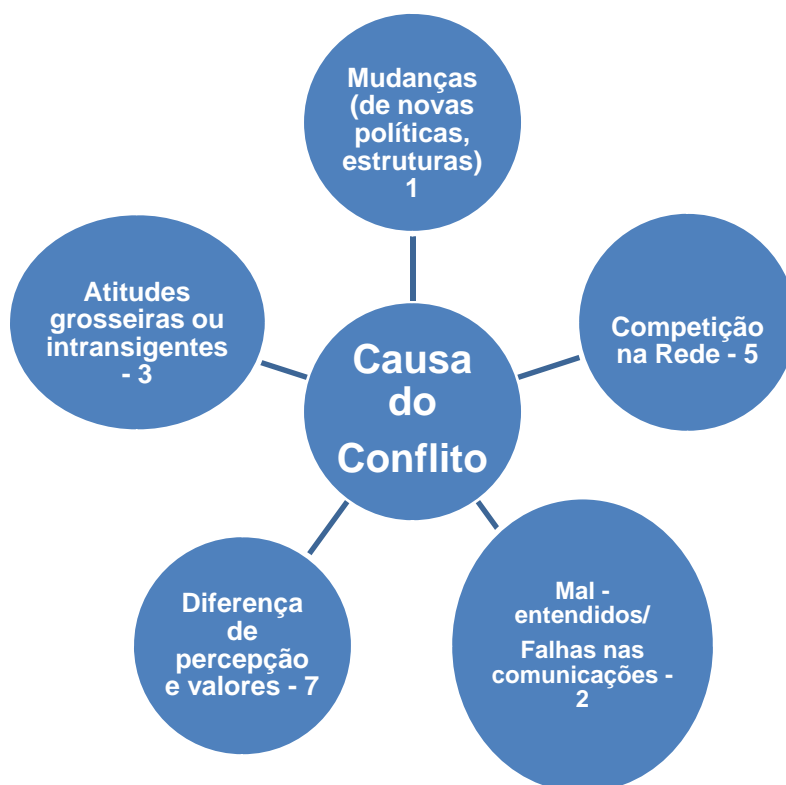 Mudanças
(de novas
políticas,
estruturas)
1
Atitudes
grosseiras ou
intransigentes
- 3
Competição
na Rede - 5
Causa
do
Conflito
Diferença
de
percepção
e valores - 7
Mal -
entendidos/
Falhas nas
comunicações -
2